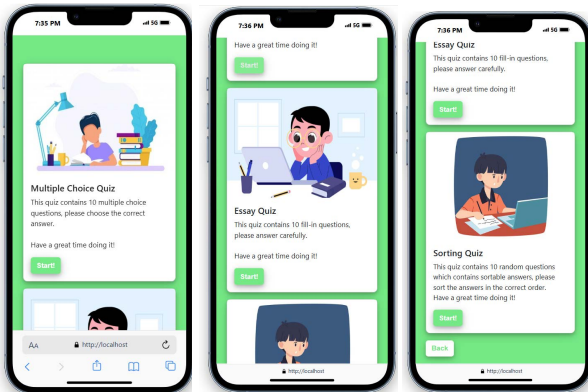 7:35 PM
5G
Multiple Choice Quiz
This quiz contains 10 multiple choice
questions, please choose the correct
answer.
Have a great time doing it!
Start!
AA
http://localhost
7:36 PM
5G
Have a great time doing it!
Start!
Essay Quiz
This quiz contains 10 fill-in questions,
please answer carefully.
Have a great time doing it!
Start!
http://localhost
7:36 PM
5G
Essay Quiz
This quiz contains 10 fill-in questions,
please answer carefully.
Have a great time doing it!
Start!
Sorting Quiz
This quiz contains 10 random questions
which contains sortable answers, please
sort the answers in the correct order.
Have a great time doing it!
Start!
Back
http://localhost